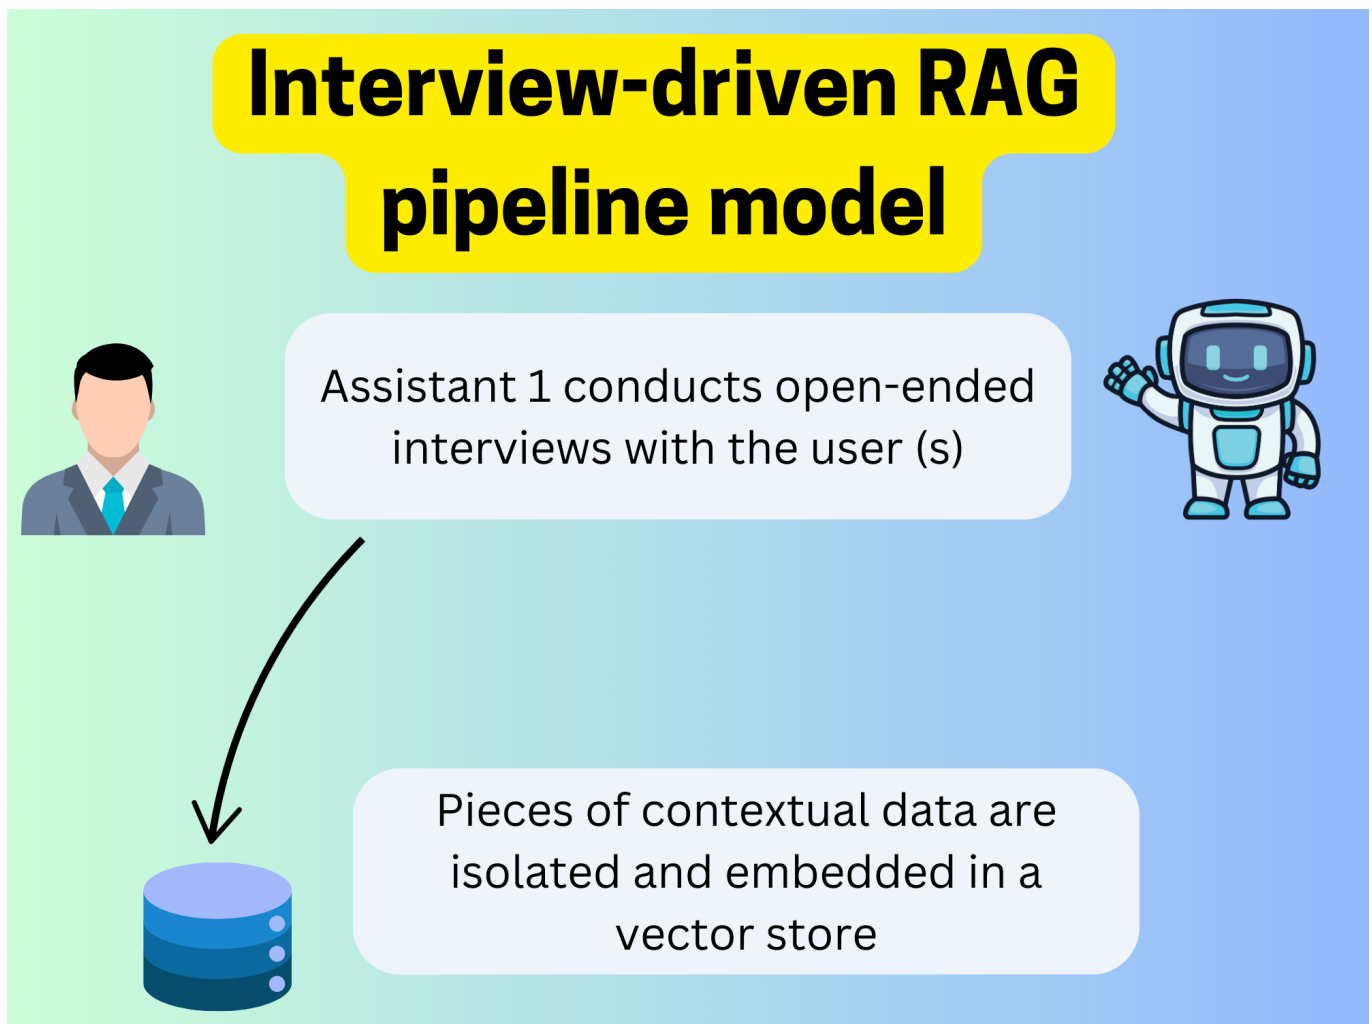 Interview-driven RAG
pipeline model
Assistant 1 conducts open-ended
interviews with the user (s)
Pieces of contextual data are
isolated and embedded in a
vector store